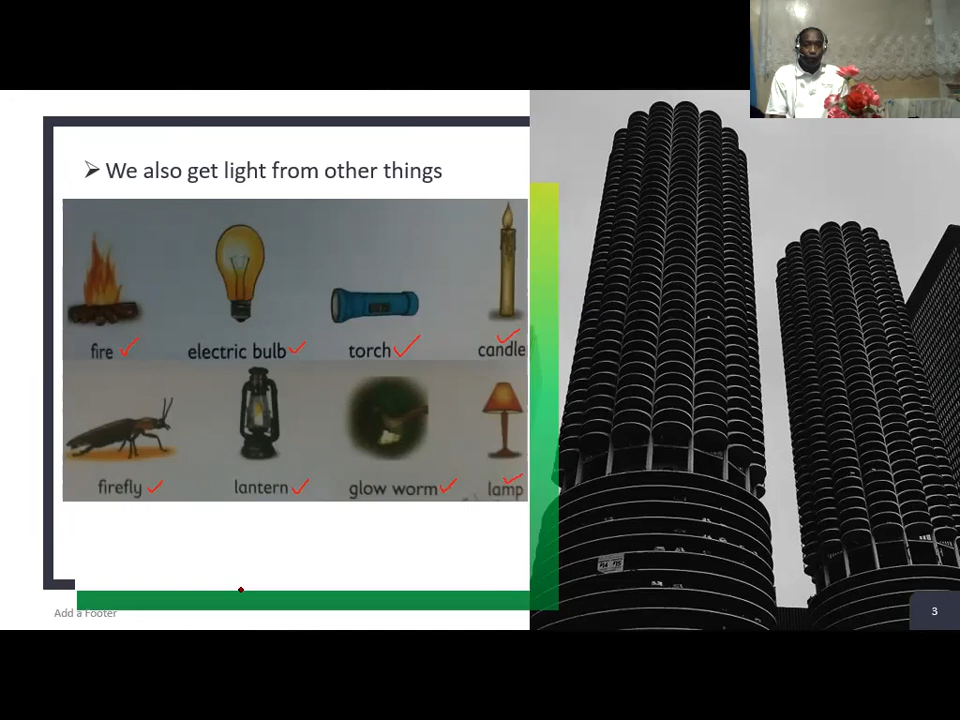 We also get light from other things
fire electric bulb torch candle
firefly lantern glow worm lamp
Add a Footer
3